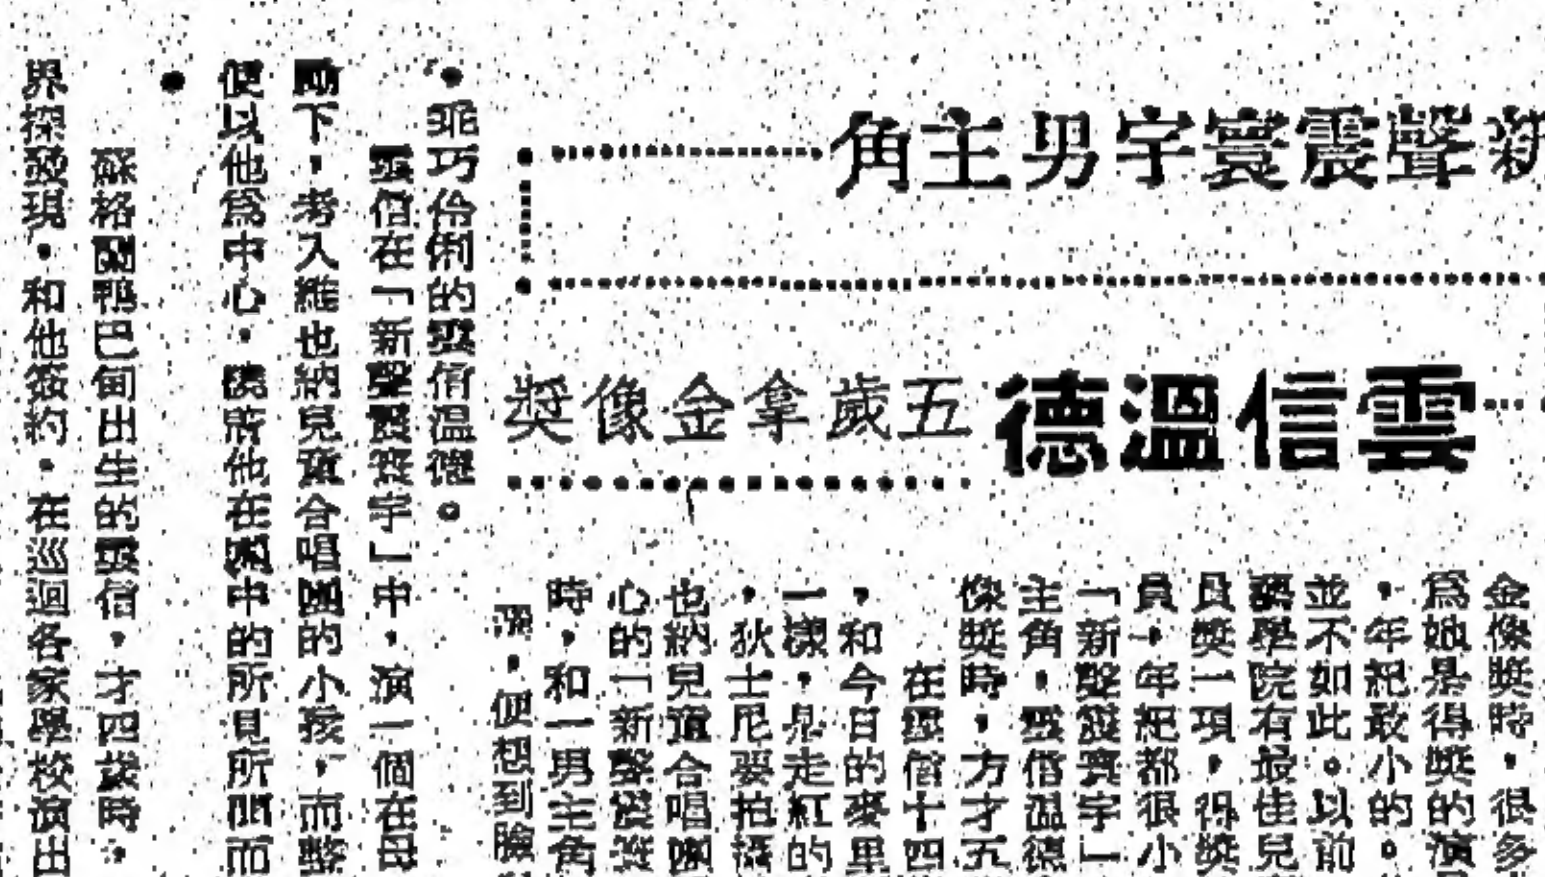 新聲震寰宇男主角
雲信溫德
五歲拿金像獎
金像獎時，很多
爲她是得獎的演
，年紀最小的。
並不如此。以前
藝學院有最佳兒
員獎一項，得獎
員，年紀都很小
「新聲震寰宇」
主角，雲信溫德
像獎時，方才五
在雲信十四
，和今日的麥里
一樣，是走紅的
，狄士尼要拍攝
也納兒童合唱團
心的「新聲震寰
時，和一男主角
，便想到臉
乖巧伶俐的雲信溫德。
雲信在「新聲震寰宇」中，演一個在母
下，考入維也納兒童合唱團的小孩，而整
便以他爲中心，他在團中的所見所聞而
蘇格蘭鴨巴甸出生的雲信，才四歲時，
界探發現，和他簽約，在巡迴各家學校演出